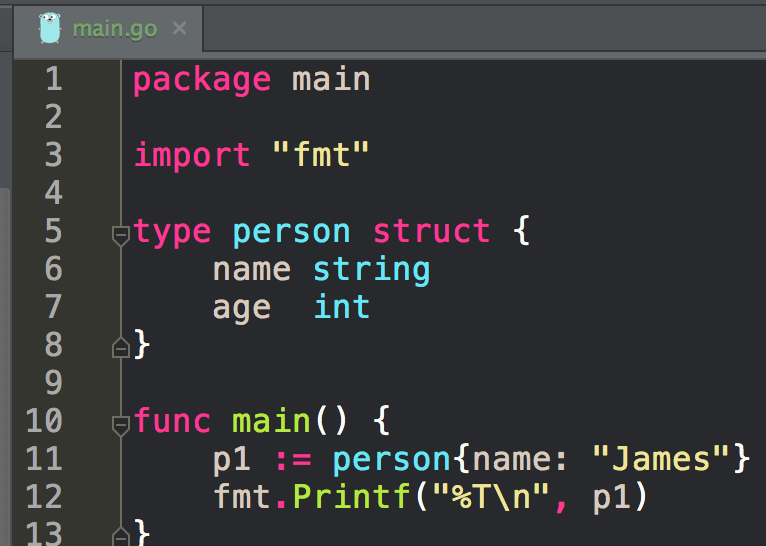 main.go ×
1 package main
2
3 import "fmt"
4
5 type person struct {
6     name string
7     age  int
8 }
9
10 func main() {
11     p1 := person{name: "James"}
12     fmt.Printf("%T\n", p1)
13 }